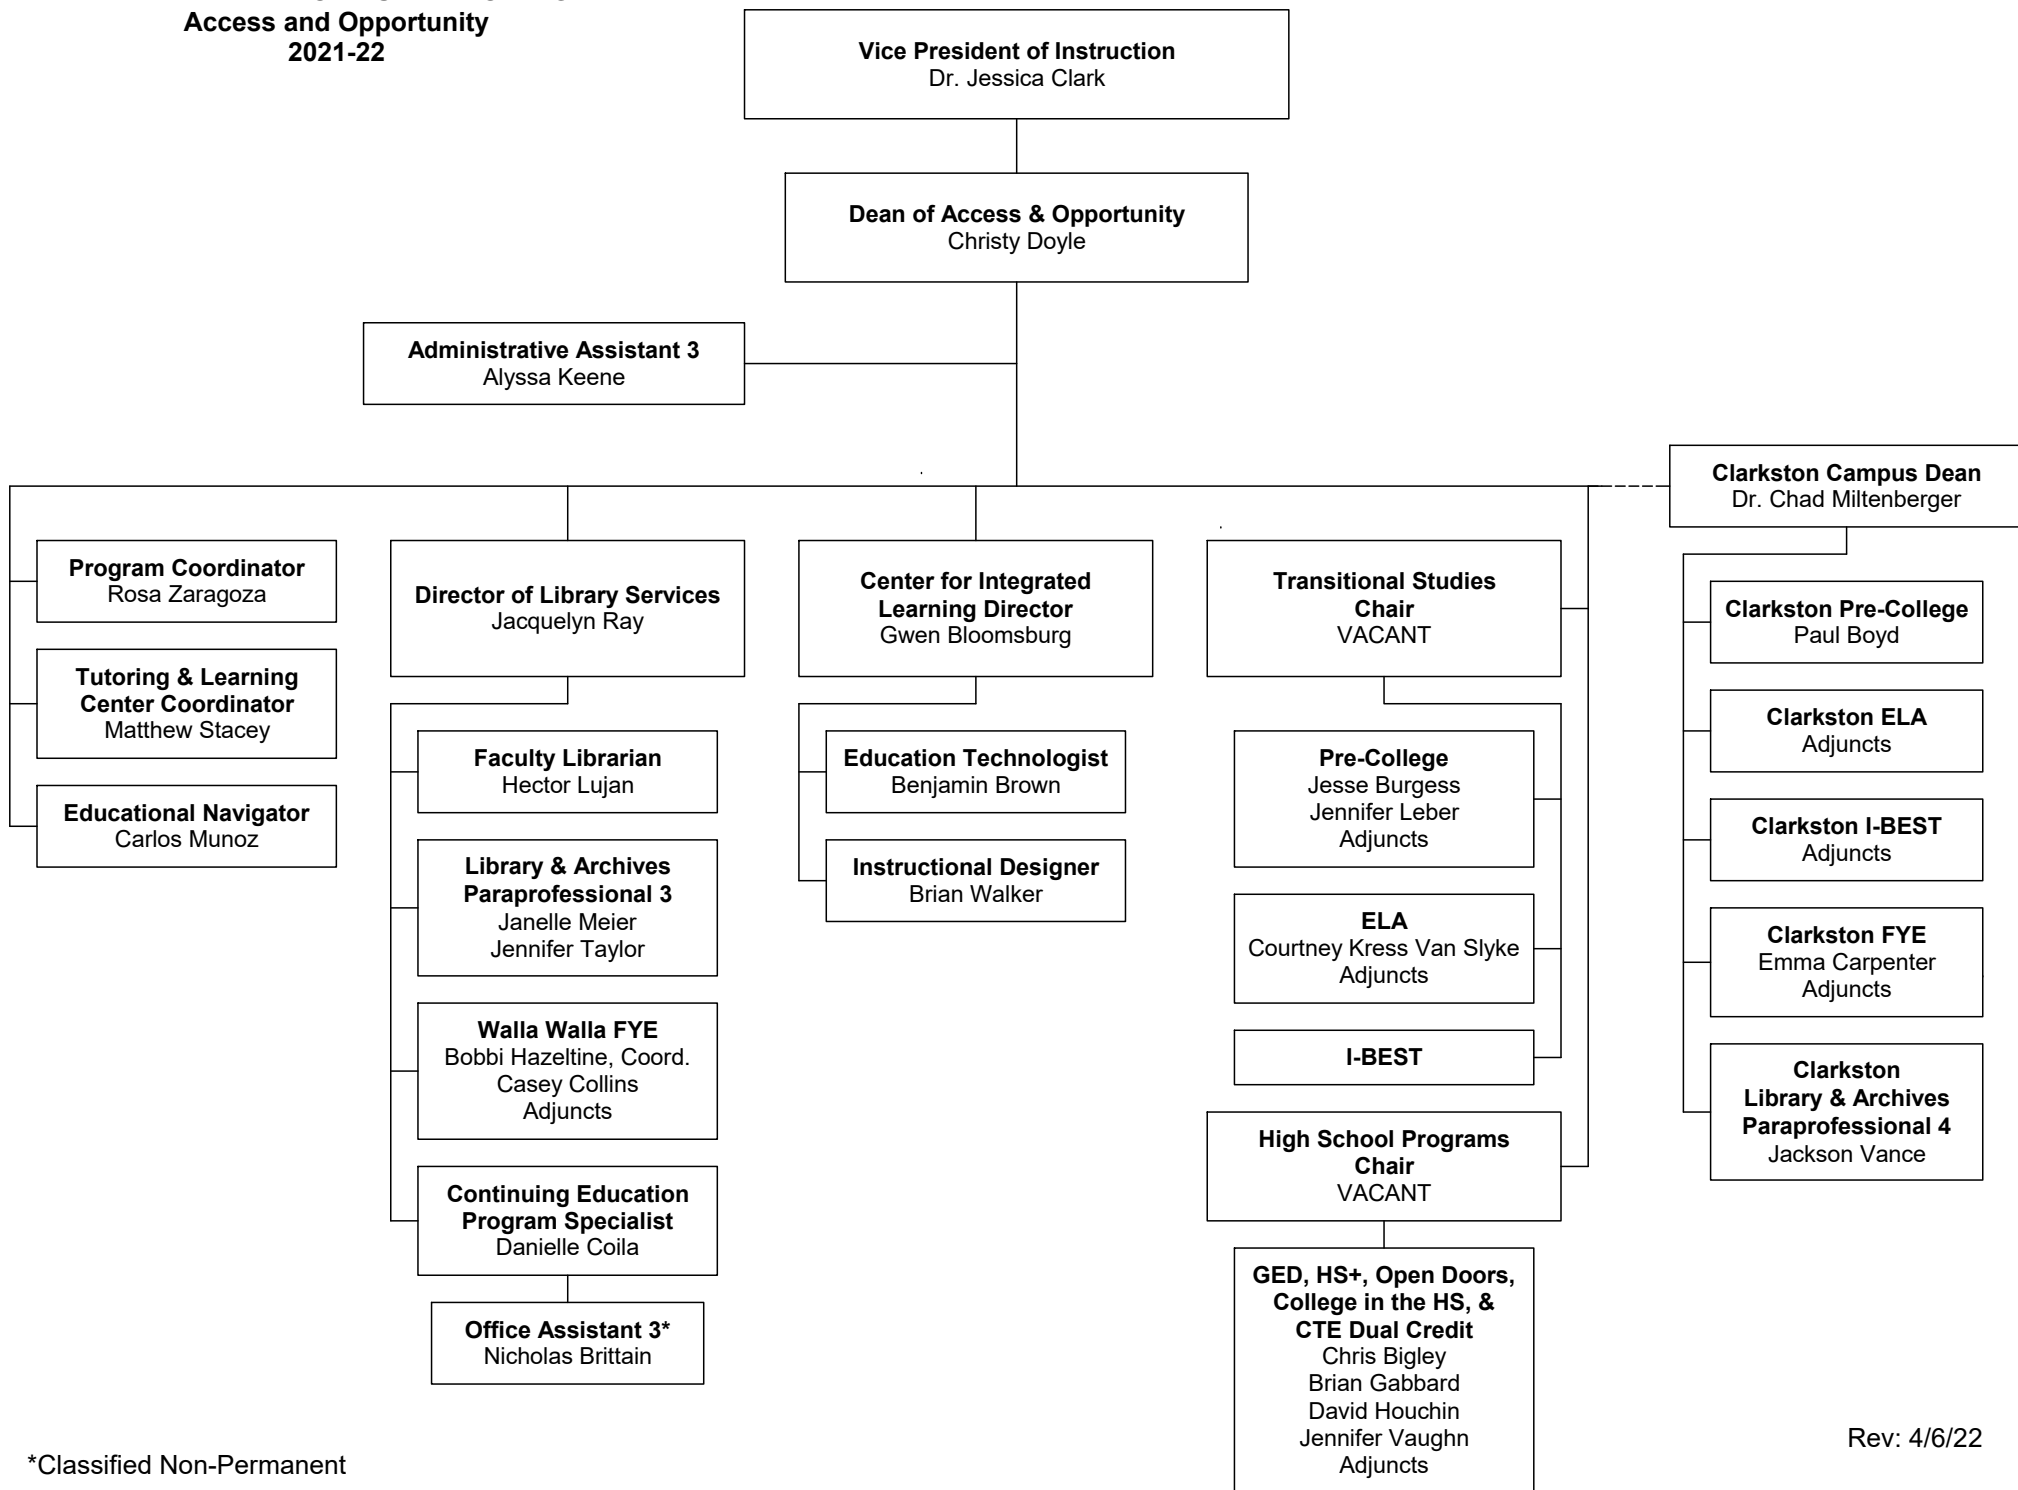 Access and Opportunity
2021-22
Vice President of Instruction
Dr. Jessica Clark
Dean of Access & Opportunity
Christy Doyle
Administrative Assistant 3
Alyssa Keene
Clarkston Campus Dean
Dr. Chad Miltenberger
Program Coordinator
Rosa Zaragoza
Tutoring & Learning
Center Coordinator
Matthew Stacey
Educational Navigator
Carlos Munoz
Director of Library Services
Jacquelyn Ray
Faculty Librarian
Hector Lujan
Library & Archives
Paraprofessional 3
Janelle Meier
Jennifer Taylor
Walla Walla FYE
Bobbi Hazeltine, Coord.
Casey Collins
Adjuncts
Continuing Education
Program Specialist
Danielle Coila
Office Assistant 3*
Nicholas Brittain
Center for Integrated
Learning Director
Gwen Bloomsburg
Education Technologist
Benjamin Brown
Instructional Designer
Brian Walker
Transitional Studies
Chair
VACANT
Pre-College
Jesse Burgess
Jennifer Leber
Adjuncts
ELA
Courtney Kress Van Slyke
Adjuncts
I-BEST
High School Programs
Chair
VACANT
GED, HS+, Open Doors,
College in the HS, &
CTE Dual Credit
Chris Bigley
Brian Gabbard
David Houchin
Jennifer Vaughn
Adjuncts
Clarkston Pre-College
Paul Boyd
Clarkston ELA
Adjuncts
Clarkston I-BEST
Adjuncts
Clarkston FYE
Emma Carpenter
Adjuncts
Clarkston
Library & Archives
Paraprofessional 4
Jackson Vance
*Classified Non-Permanent
Rev: 4/6/22